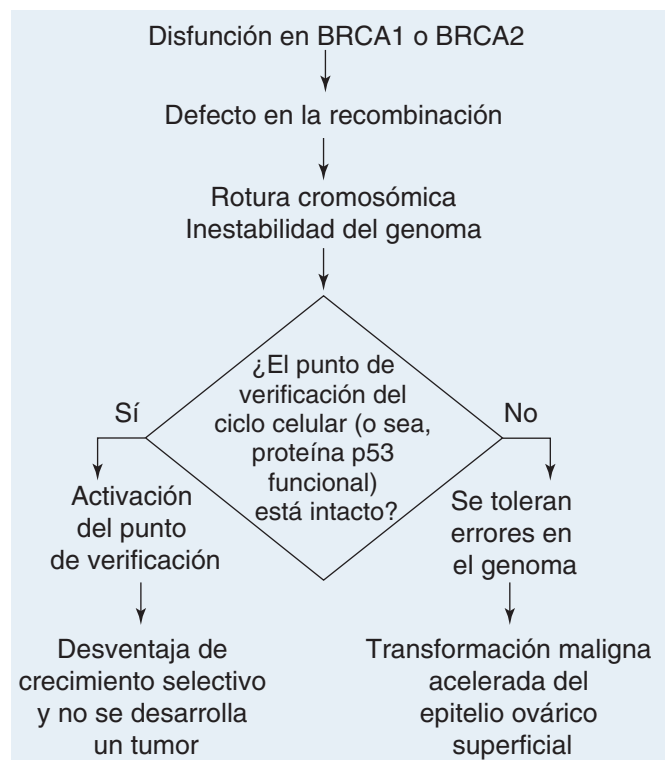 Disfunción en BRCA1 o BRCA2
Defecto en la recombinación
Rotura cromosómica
Inestabilidad del genoma
¿El punto de
verificación del
ciclo celular (o sea,
proteína p53
funcional)
está intacto?
Sí
Activación
del punto
de verificación
Desventaja de
crecimiento selectivo
y no se desarrolla
un tumor
No
Se toleran
errores en
el genoma
Transformación maligna
acelerada del
epitelio ovárico
superficial